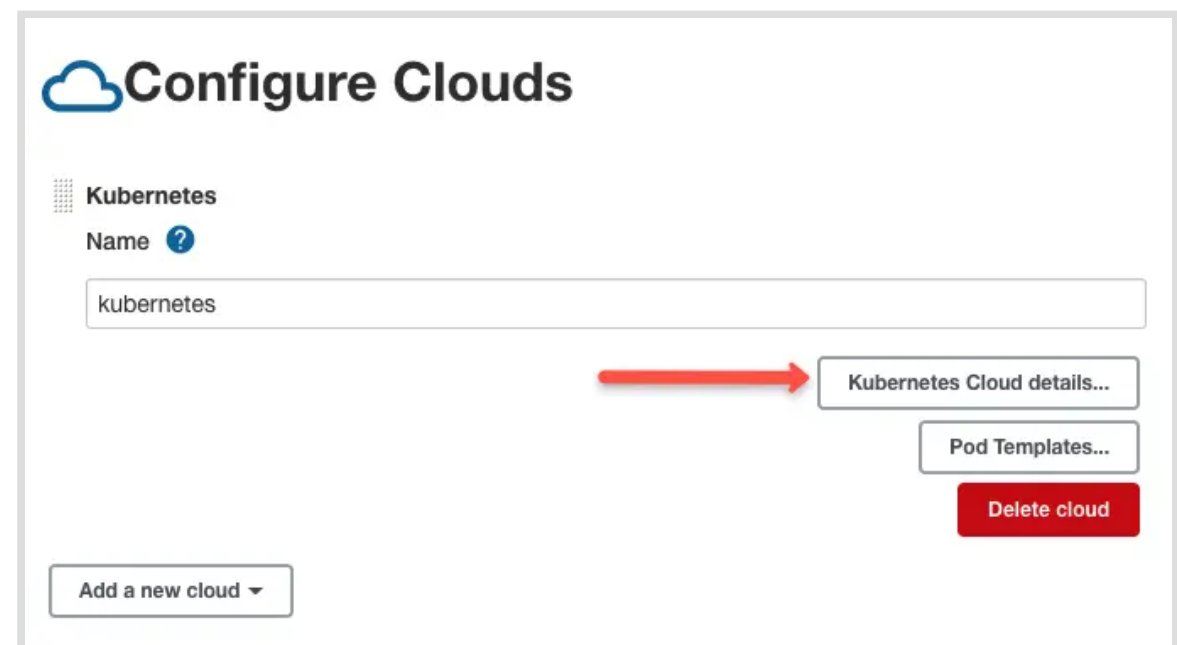 Configure Clouds
Kubernetes
Name ?
kubernetes
Kubernetes Cloud details...
Pod Templates...
Delete cloud
Add a new cloud